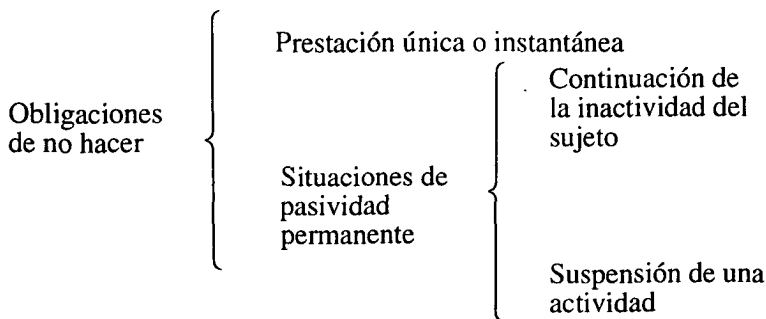 Prestación única o instantánea
Obligaciones
de no hacer
Continuación de
la inactividad del
sujeto
Situaciones de
pasividad
permanente
Suspensión de una
actividad